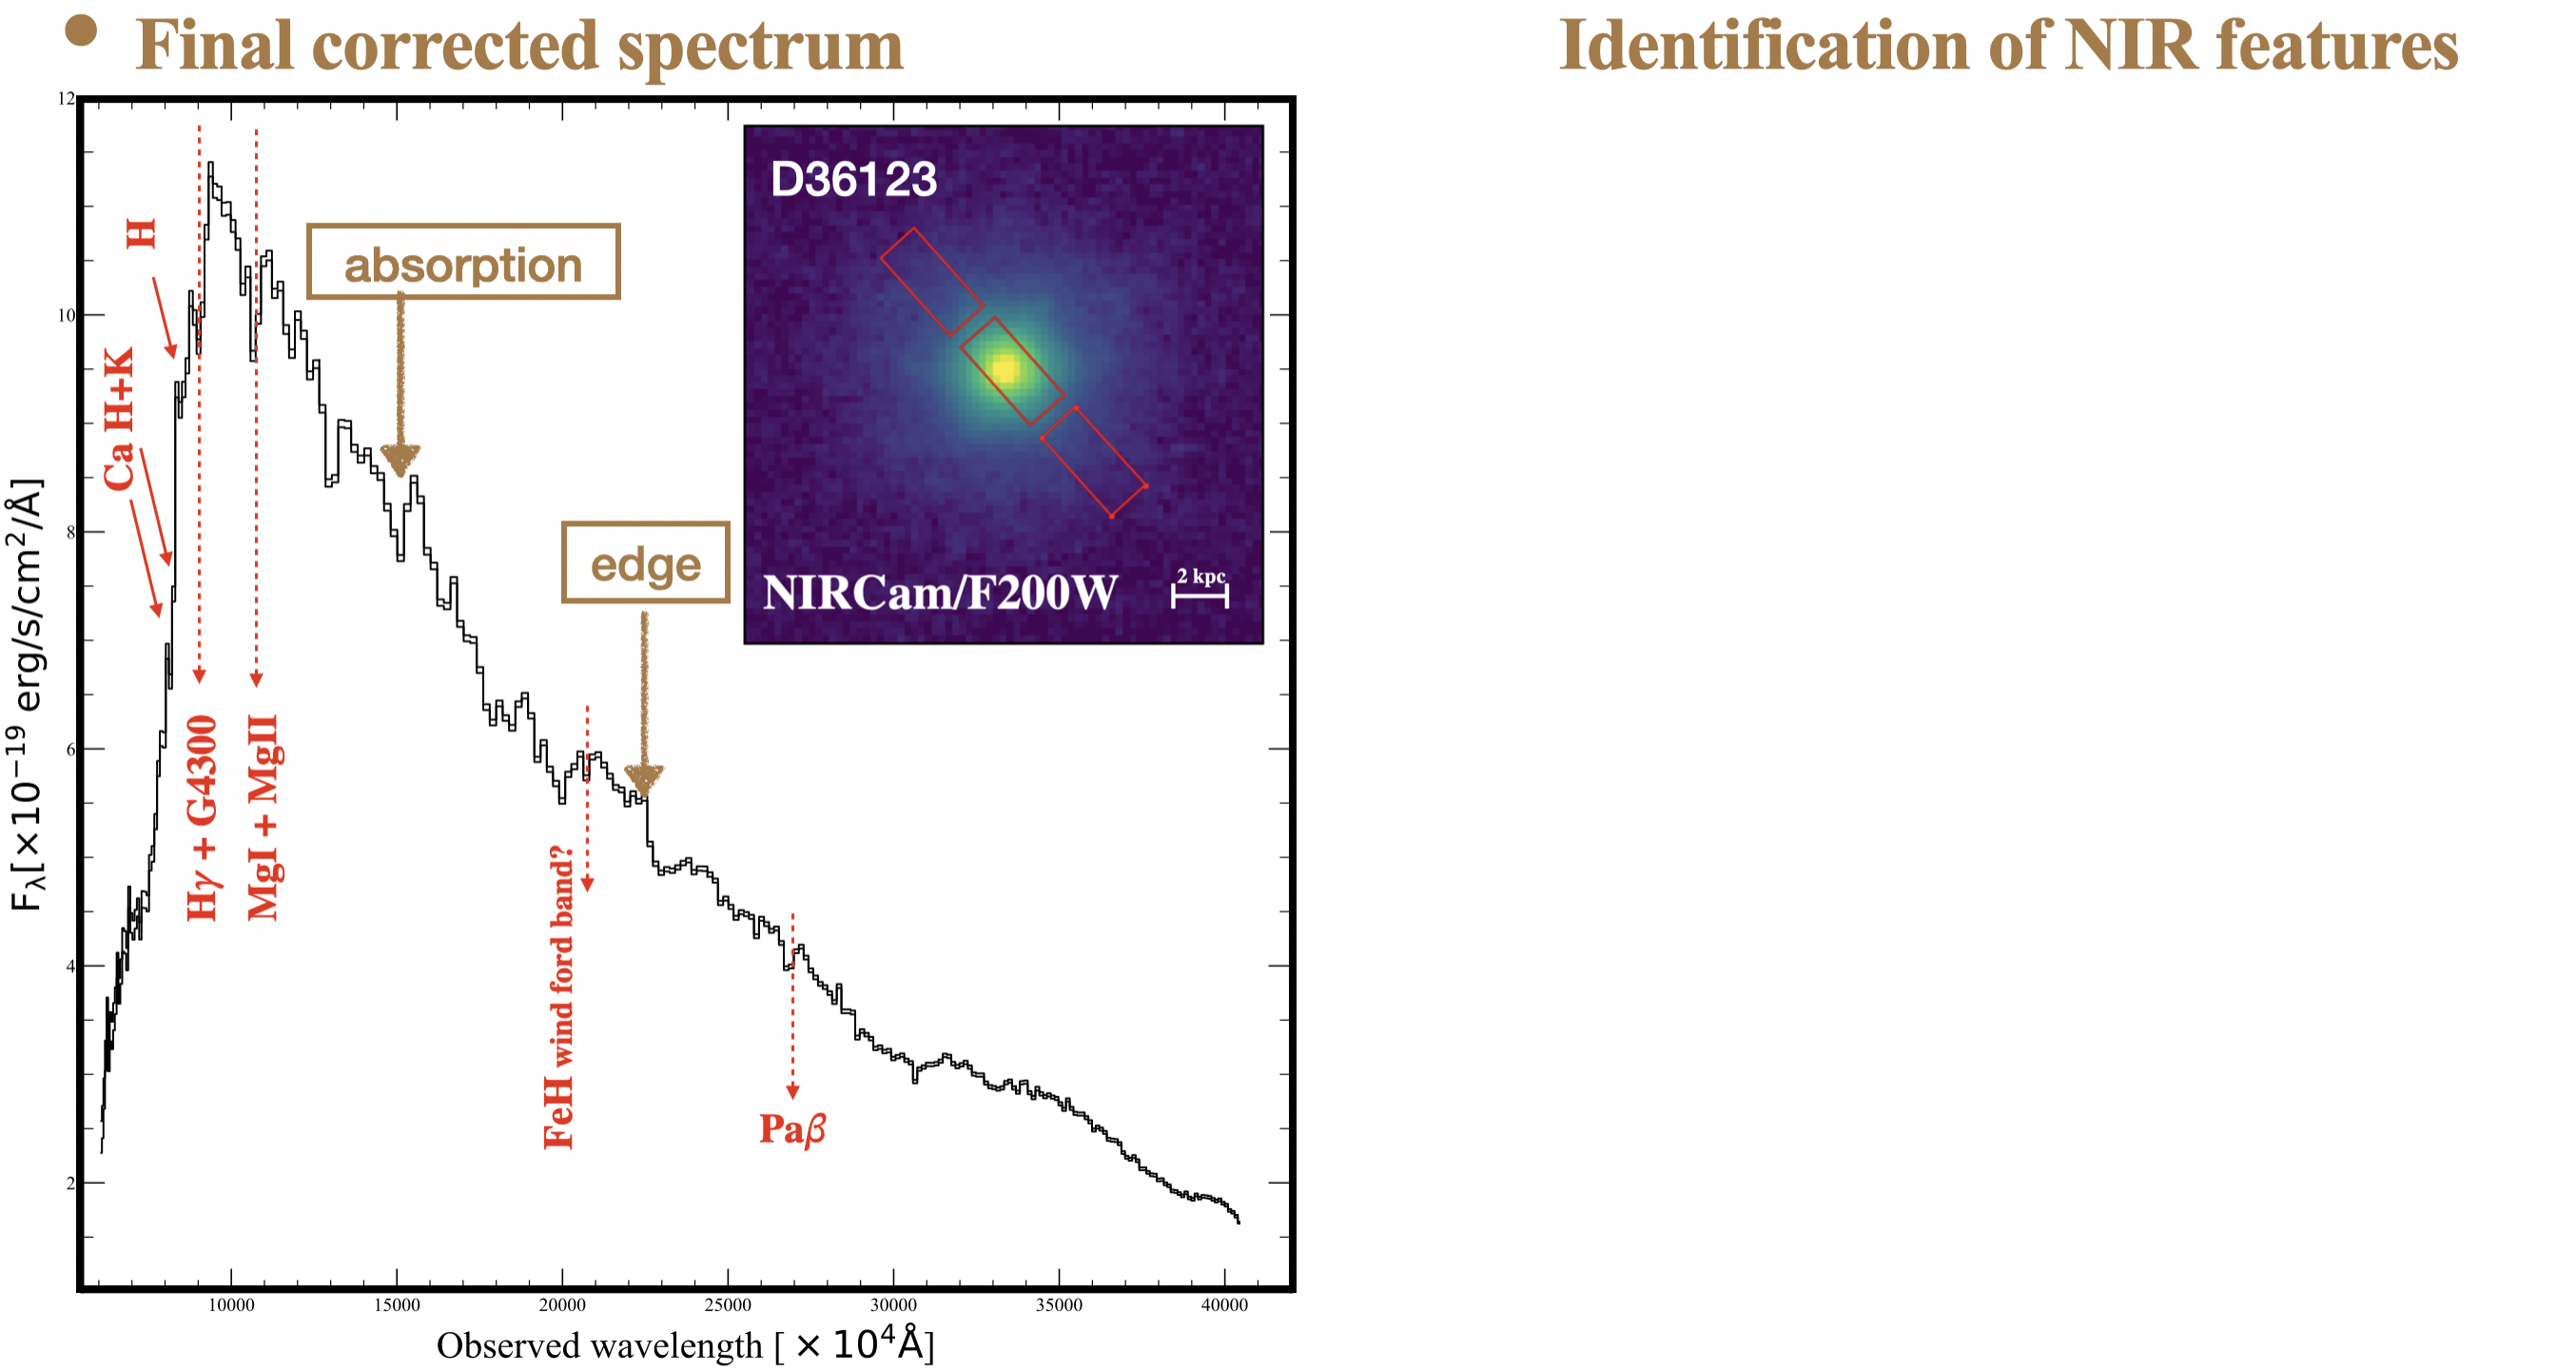 • Final corrected spectrum
Identification of NIR features
12
10
8
6
4
2
F_λ[×10⁻¹⁹ erg/s/cm²/Å]
H
Ca H+K
Hγ + G4300
MgI + MgII
absorption
edge
FeH wind ford band?
Paβ
D36123
NIRCam/F200W
2 kpc
10000 15000 20000 25000 30000 35000 40000
Observed wavelength [ × 10⁴Å]